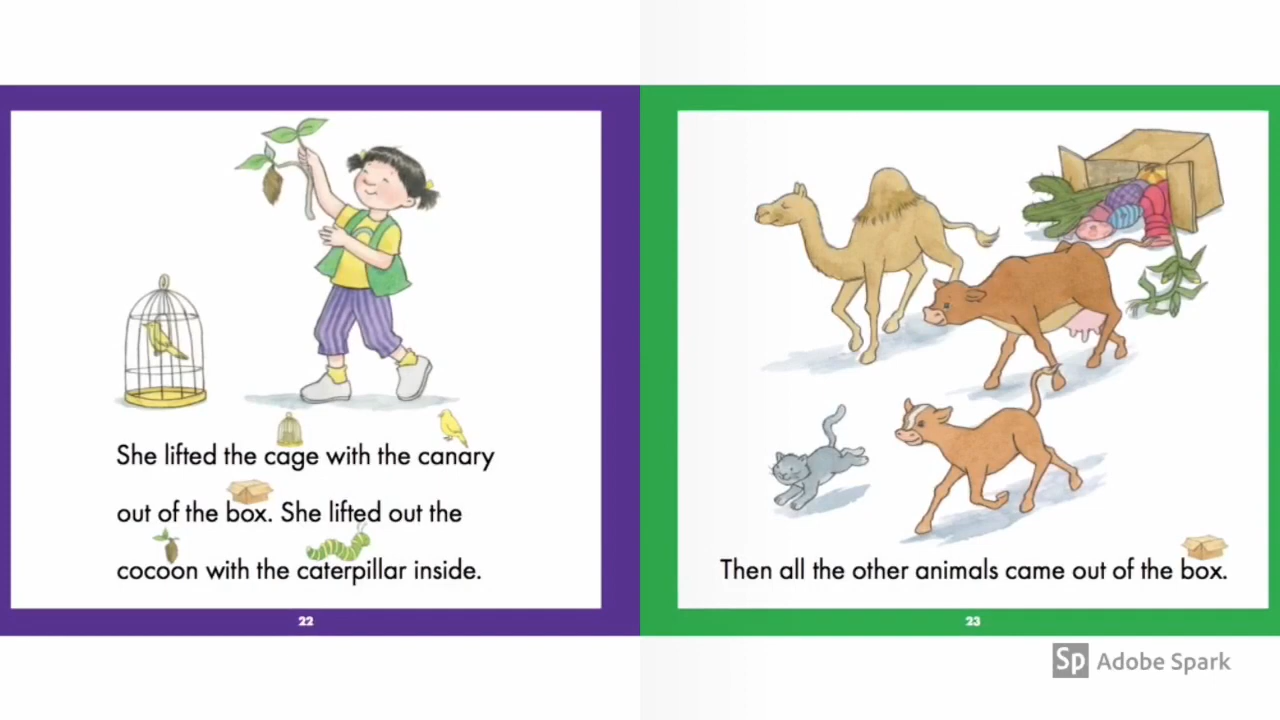 She lifted the cage with the canary
out of the box. She lifted out the
cocoon with the caterpillar inside.
22
Then all the other animals came out of the box.
23
Sp Adobe Spark